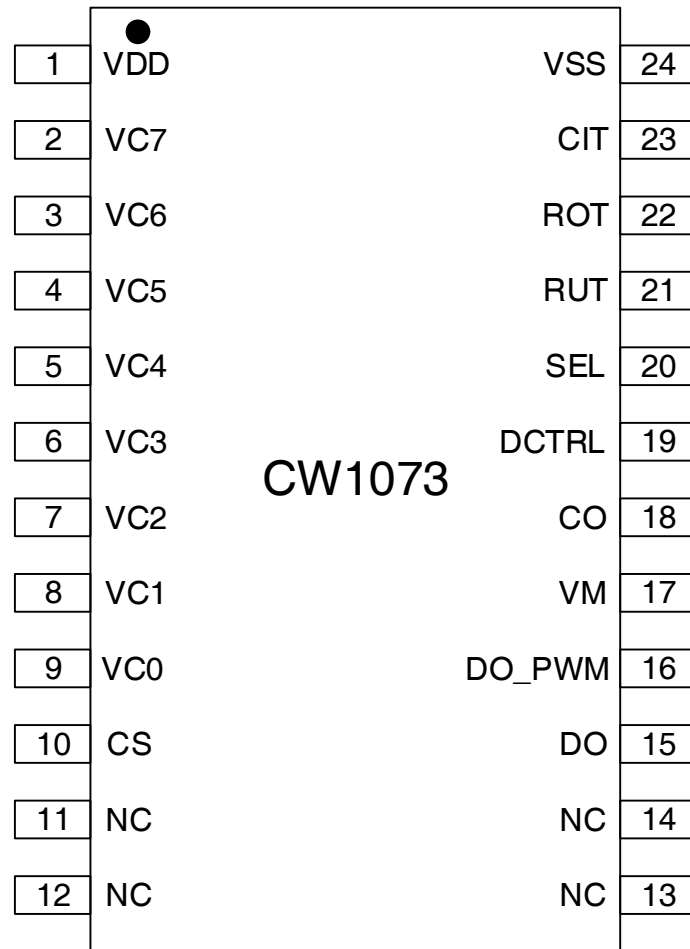 1 VDD VSS 24
2 VC7 CIT 23
3 VC6 ROT 22
4 VC5 RUT 21
5 VC4 SEL 20
6 VC3 DCTRL 19
CW1073
7 VC2 CO 18
8 VC1 VM 17
9 VC0 DO_PWM 16
10 CS DO 15
11 NC NC 14
12 NC NC 13